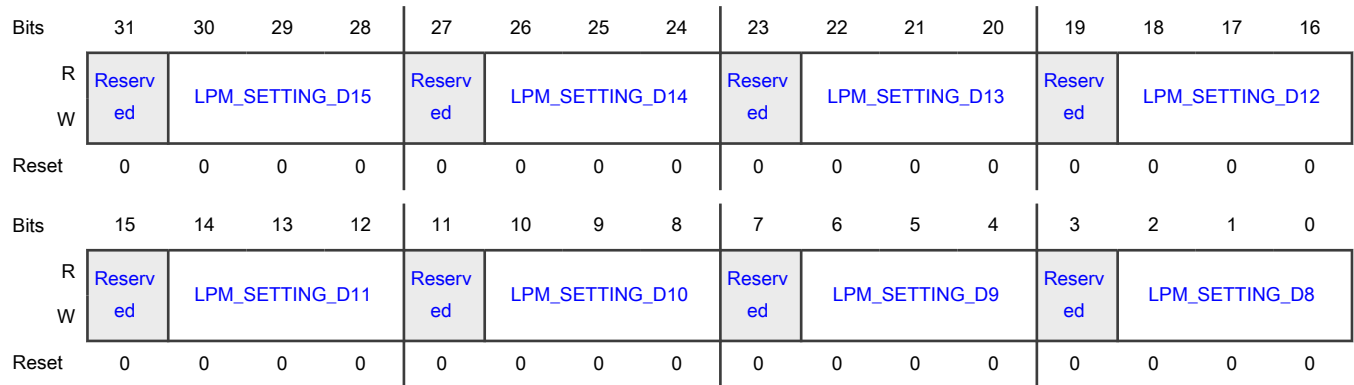 Bits 31 30 29 28 27 26 25 24 23 22 21 20 19 18 17 16
R
Reserv LPM_SETTING_D15 Reserv LPM_SETTING_D14 Reserv LPM_SETTING_D13 Reserv LPM_SETTING_D12
ed ed ed ed
W
Reset 0 0 0 0 0 0 0 0 0 0 0 0 0 0 0 0
Bits 15 14 13 12 11 10 9 8 7 6 5 4 3 2 1 0
R
Reserv LPM_SETTING_D11 Reserv LPM_SETTING_D10 Reserv LPM_SETTING_D9 Reserv LPM_SETTING_D8
ed ed ed ed
W
Reset 0 0 0 0 0 0 0 0 0 0 0 0 0 0 0 0